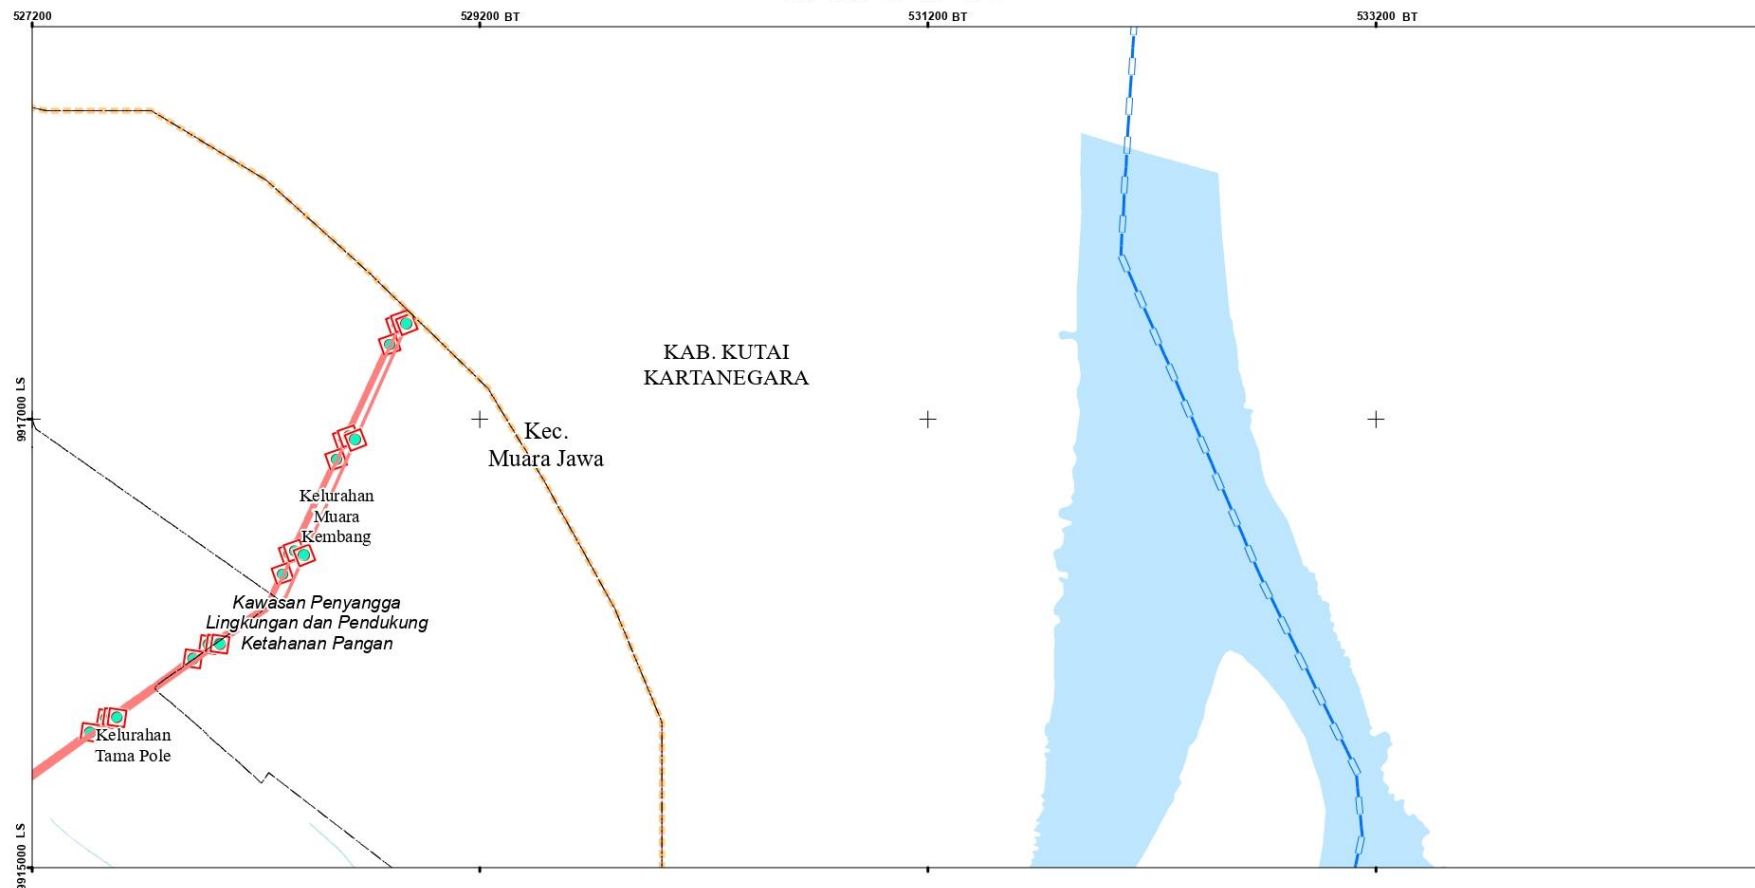 527200
529200 BT
531200 BT
533200 BT
KAB. KUTAI
KARTANEGARA
9917000 LS
Kec.
Muara Jawa
Kelurahan
Muara
Kembang
Kawasan Penyangga
Lingkungan dan Pendukung
Ketahanan Pangan
Kelurahan
Tama Pole
9915000 LS